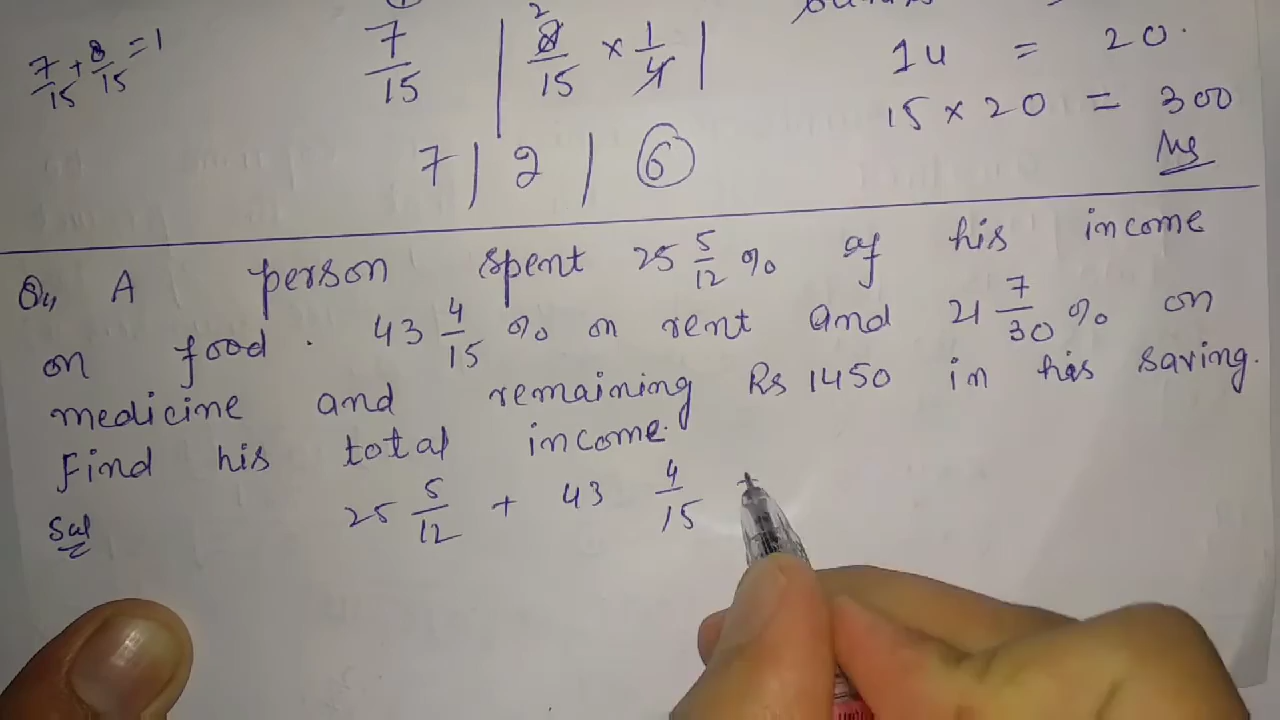 7/15 + 8/15 = 1
7/15 | 8/15 × 1/4 |
2
1u = 20.
15 × 20 = 300
7 | 2 | 6
Ans
Q4, A person spent 25 5/12 % of his income
on food. 43 4/15 % on rent and 21 7/30 % on
medicine and remaining Rs 1450 in his saving.
Find his total income.
Sol 25 5/12 + 43 4/15